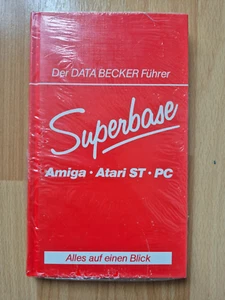 Der DATA BECKER Führer
Superbase
Amiga · Atari ST · PC
Alles auf einen Blick